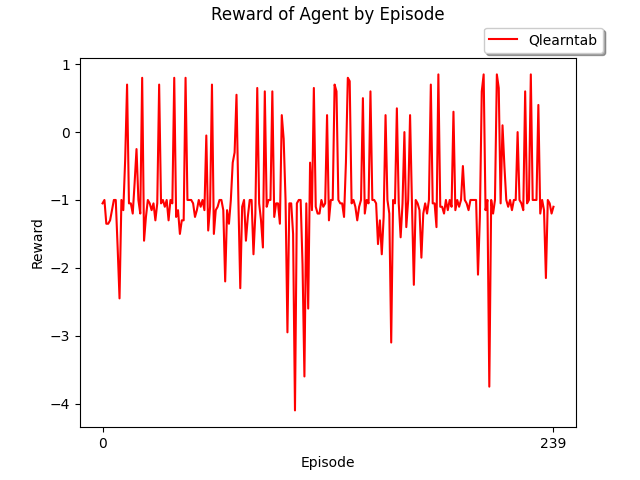 Reward of Agent by Episode
Qlearntab
1
0
−1
−2
−3
−4
Reward
0
239
Episode